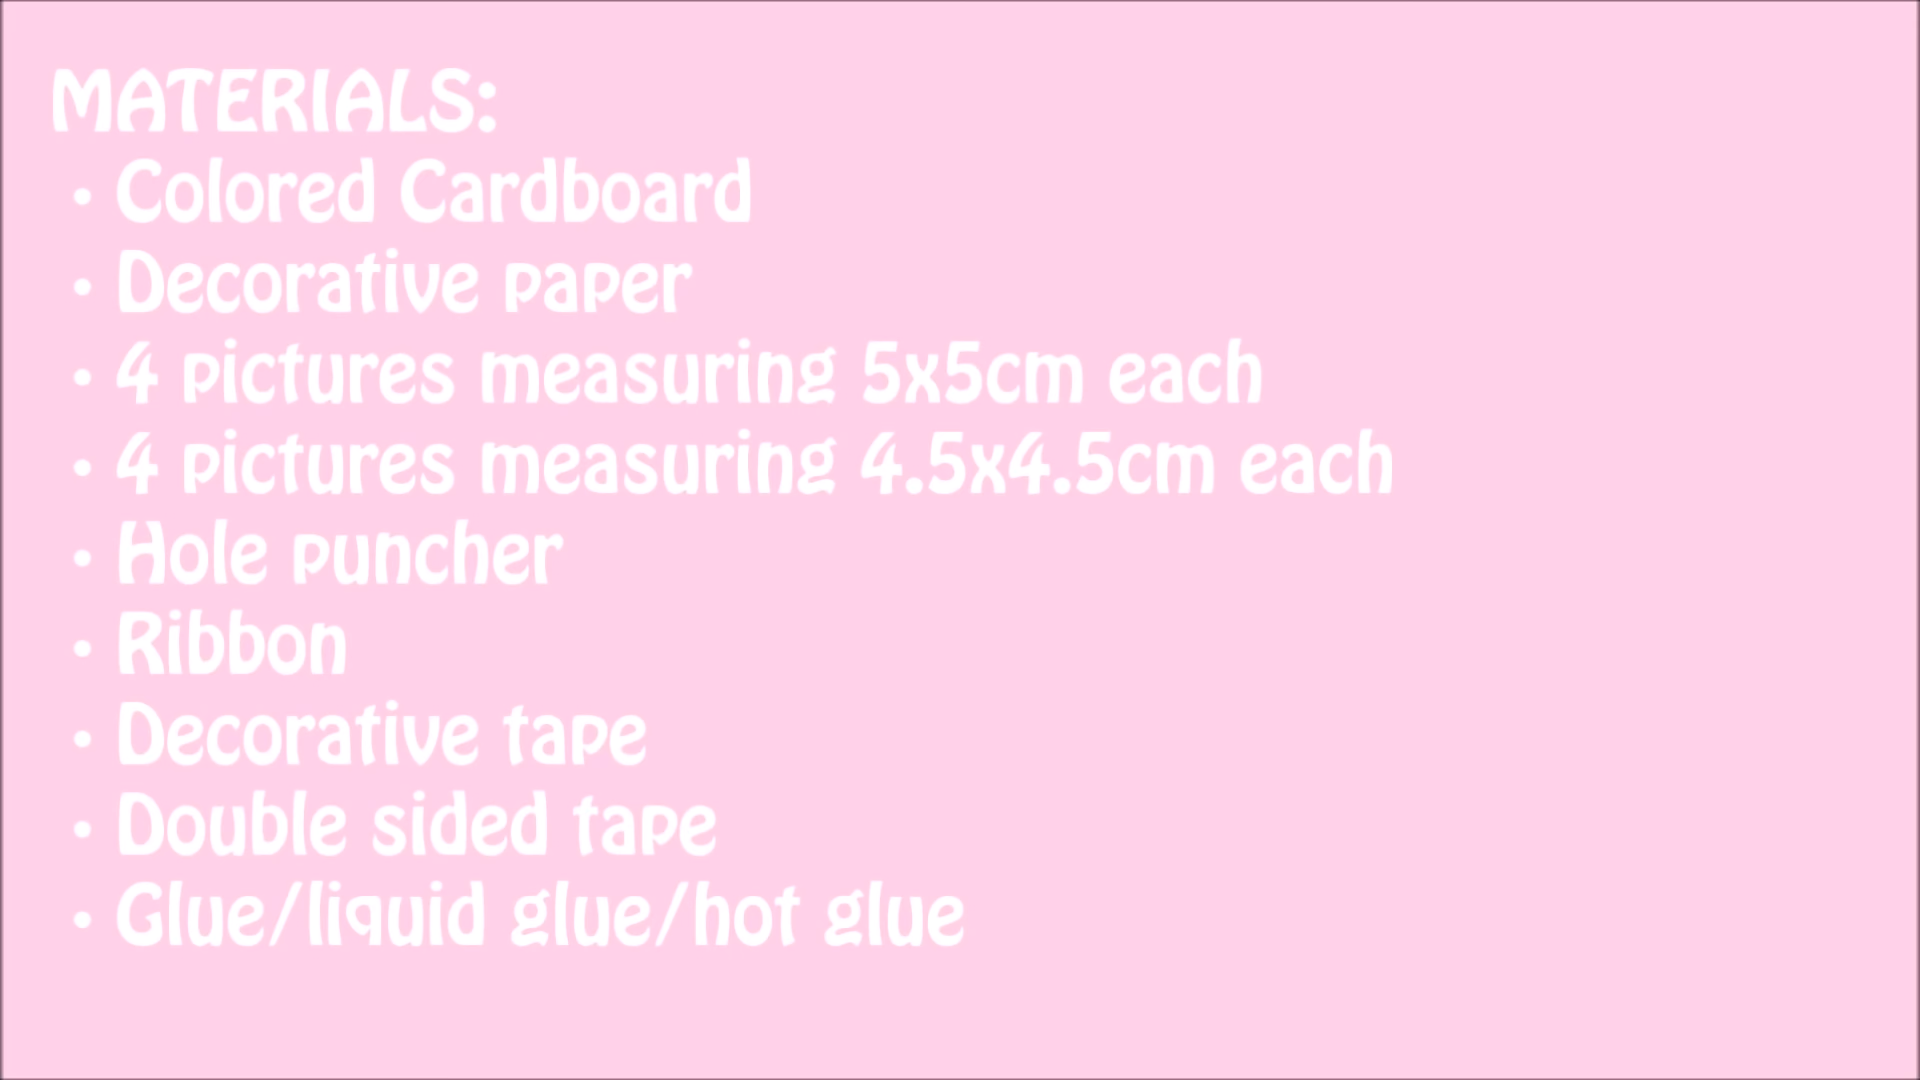 MATERIALS:
• Colored Cardboard
• Decorative paper
• 4 pictures measuring 5x5cm each
• 4 pictures measuring 4.5x4.5cm each
• Hole puncher
• Ribbon
• Decorative tape
• Double sided tape
• Glue/liquid glue/hot glue